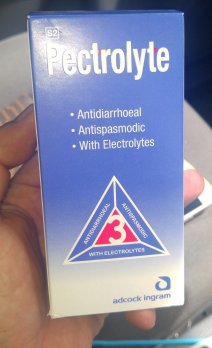 S2
Pectrolyte
• Antidiarrhoeal
• Antispasmodic
• With Electrolytes
ANTIDIARRHOEAL
ANTISPASMODIC
3
WITH ELECTROLYTES
adcock ingram